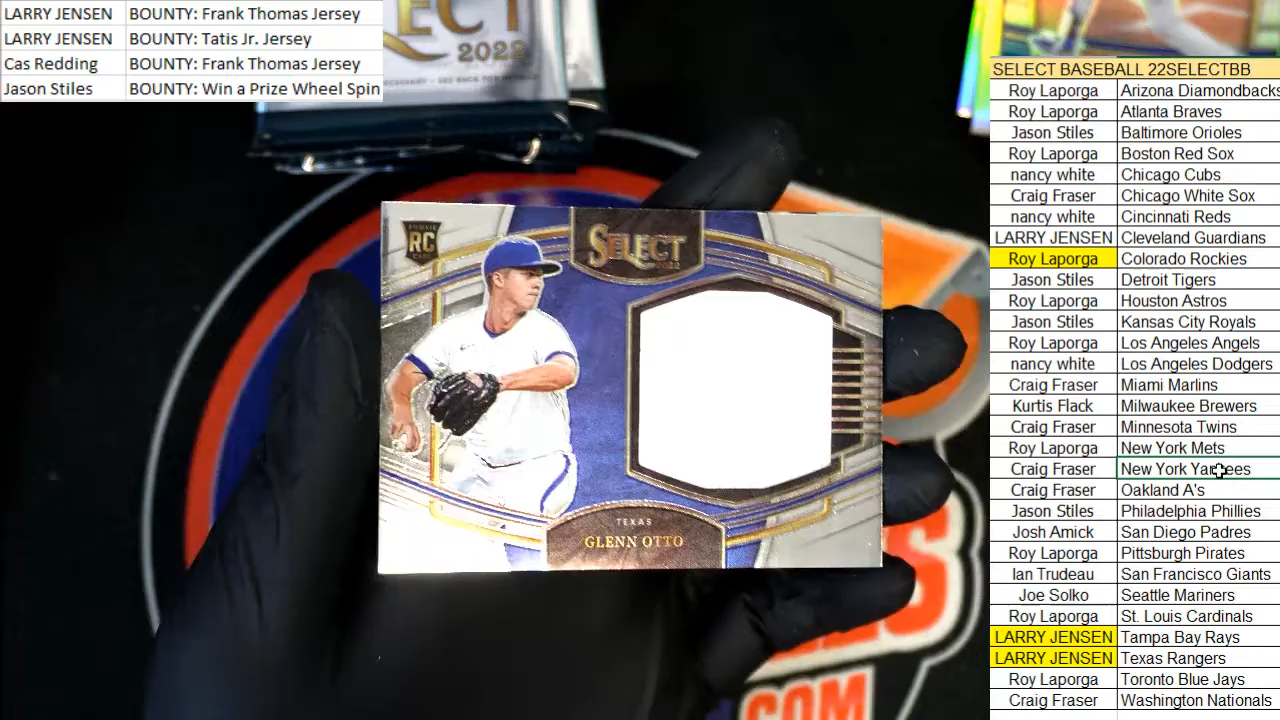 LARRY JENSEN BOUNTY: Frank Thomas Jersey
LARRY JENSEN BOUNTY: Tatis Jr. Jersey
Cas Redding BOUNTY: Frank Thomas Jersey
Jason Stiles BOUNTY: Win a Prize Wheel Spin
2022
ROOKIE
RC
CARD
SELECT
2022
TEXAS
GLENN OTTO
COM
SELECT BASEBALL 22SELECTBB
Roy Laporga Arizona Diamondbacks
Roy Laporga Atlanta Braves
Jason Stiles Baltimore Orioles
Roy Laporga Boston Red Sox
nancy white Chicago Cubs
Craig Fraser Chicago White Sox
nancy white Cincinnati Reds
LARRY JENSEN Cleveland Guardians
Roy Laporga Colorado Rockies
Jason Stiles Detroit Tigers
Roy Laporga Houston Astros
Jason Stiles Kansas City Royals
Roy Laporga Los Angeles Angels
nancy white Los Angeles Dodgers
Craig Fraser Miami Marlins
Kurtis Flack Milwaukee Brewers
Craig Fraser Minnesota Twins
Roy Laporga New York Mets
Craig Fraser New York Yankees
Craig Fraser Oakland A's
Jason Stiles Philadelphia Phillies
Josh Amick San Diego Padres
Roy Laporga Pittsburgh Pirates
Ian Trudeau San Francisco Giants
Joe Solko Seattle Mariners
Roy Laporga St. Louis Cardinals
LARRY JENSEN Tampa Bay Rays
LARRY JENSEN Texas Rangers
Roy Laporga Toronto Blue Jays
Craig Fraser Washington Nationals